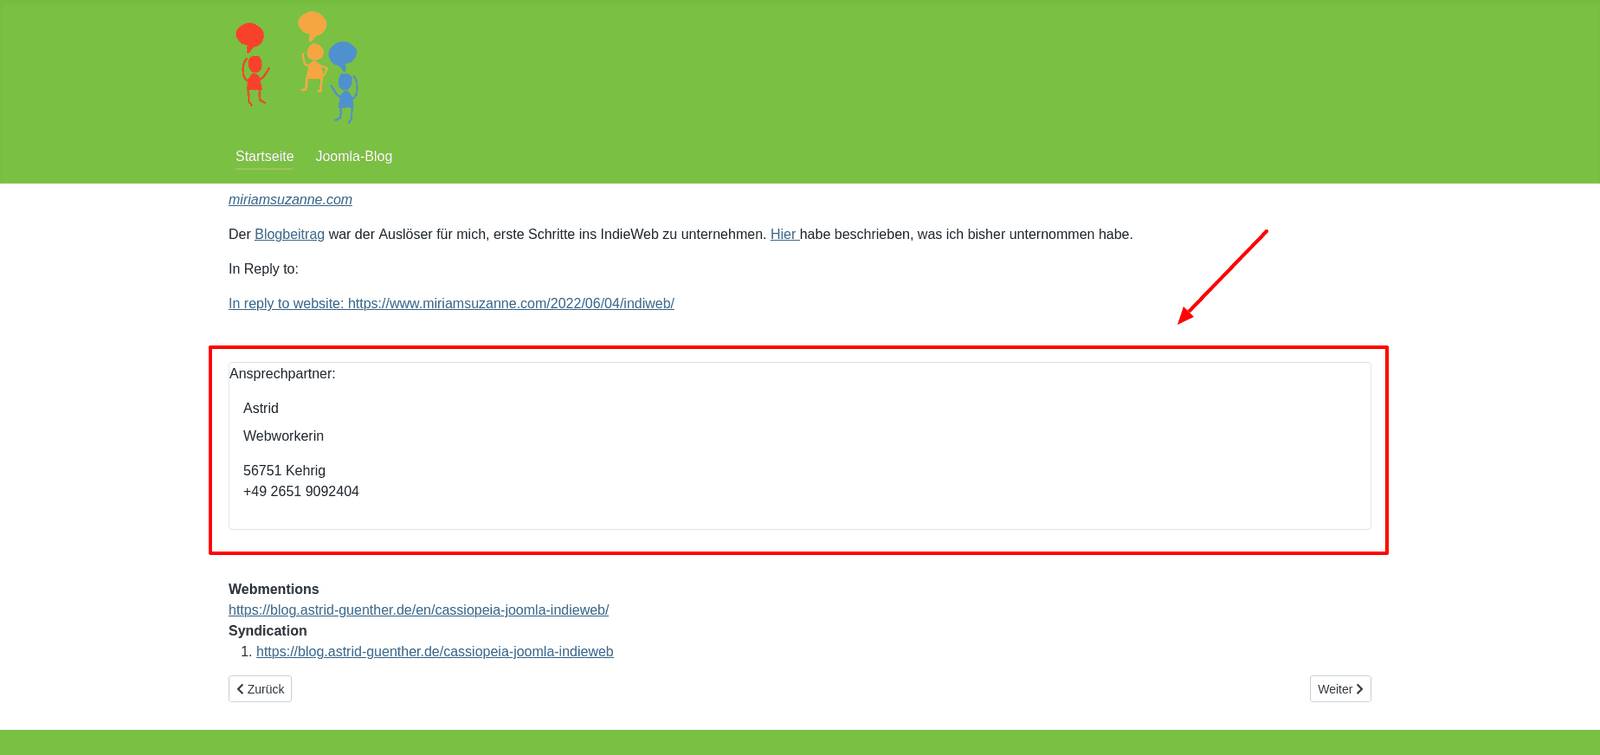 Startseite Joomla-Blog
miriamsuzanne.com
Der Blogbeitrag war der Auslöser für mich, erste Schritte ins IndieWeb zu unternehmen. Hier habe beschrieben, was ich bisher unternommen habe.
In Reply to:
In reply to website: https://www.miriamsuzanne.com/2022/06/04/indiweb/
Ansprechpartner:
Astrid
Webworkerin
56751 Kehrig
+49 2651 9092404
Webmentions
https://blog.astrid-guenther.de/en/cassiopeia-joomla-indieweb/
Syndication
1. https://blog.astrid-guenther.de/cassiopeia-joomla-indieweb
Zurück Weiter